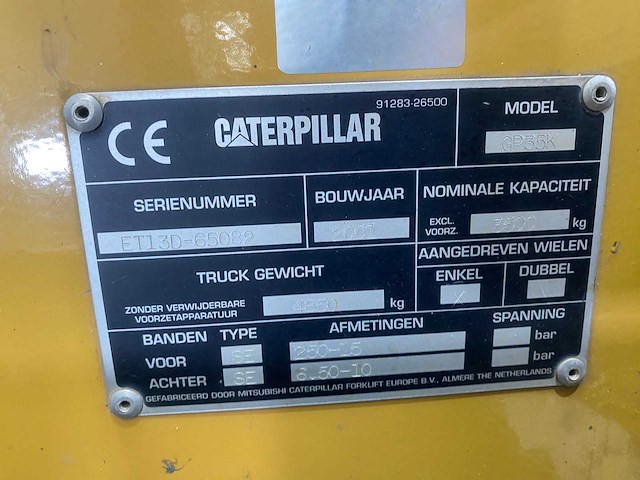 91283-26500
CE CATERPILLAR
MODEL
GP35K
SERIENUMMER
ET13D-65082
BOUWJAAR
NOMINALE KAPACITEIT
EXCL. VOORZ. 3500 kg
TRUCK GEWICHT
ZONDER VERWIJDERBARE
VOORZETAPPARATUUR
kg
AANGEDREVEN WIELEN
ENKEL
DUBBEL
BANDEN TYPE AFMETINGEN SPANNING
VOOR SE 250-15 bar
ACHTER SE 6.50-10 bar
GEFABRICEERD DOOR MITSUBISHI CATERPILLAR FORKLIFT EUROPE B.V., ALMERE THE NETHERLANDS